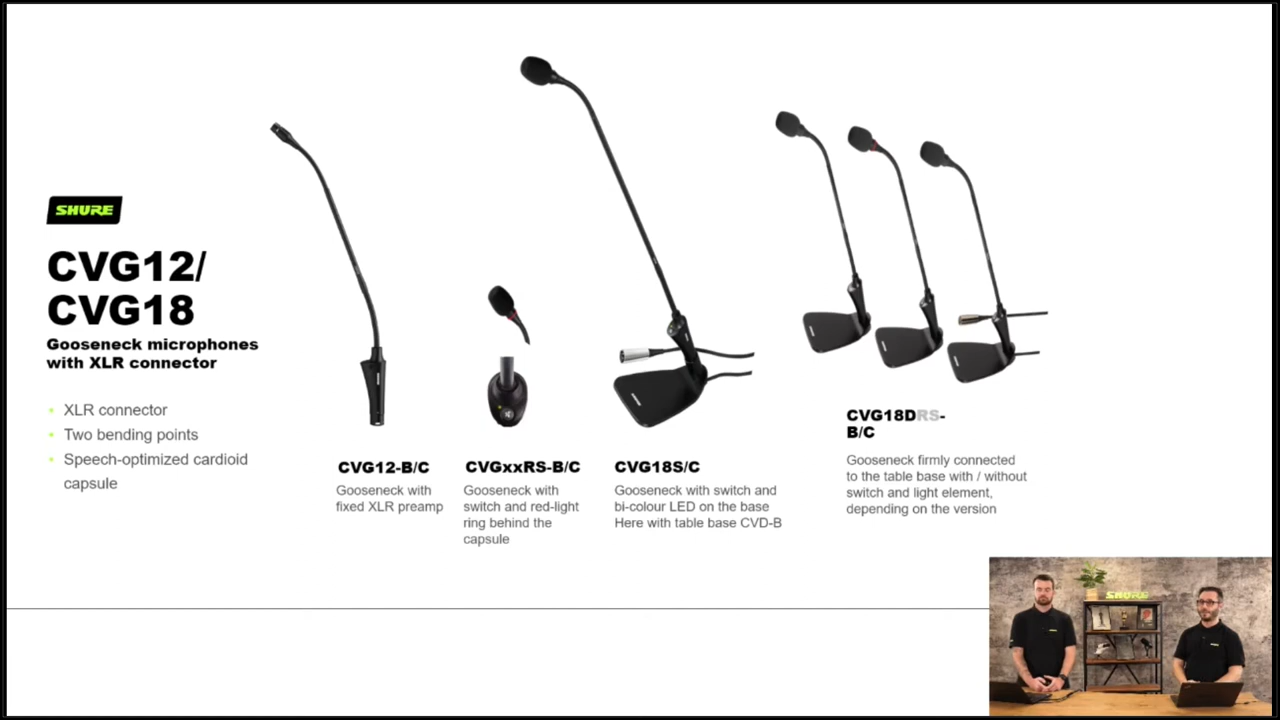 SHURE
CVG12/
CVG18
Gooseneck microphones
with XLR connector
• XLR connector
• Two bending points
• Speech-optimized cardioid
capsule
CVG12-B/C
Gooseneck with
fixed XLR preamp
CVGxxRS-B/C
Gooseneck with
switch and red-light
ring behind the
capsule
CVG18S/C
Gooseneck with switch and
bi-colour LED on the base
Here with table base CVD-B
CVG18DRS-
B/C
Gooseneck firmly connected
to the table base with / without
switch and light element,
depending on the version
SHURE